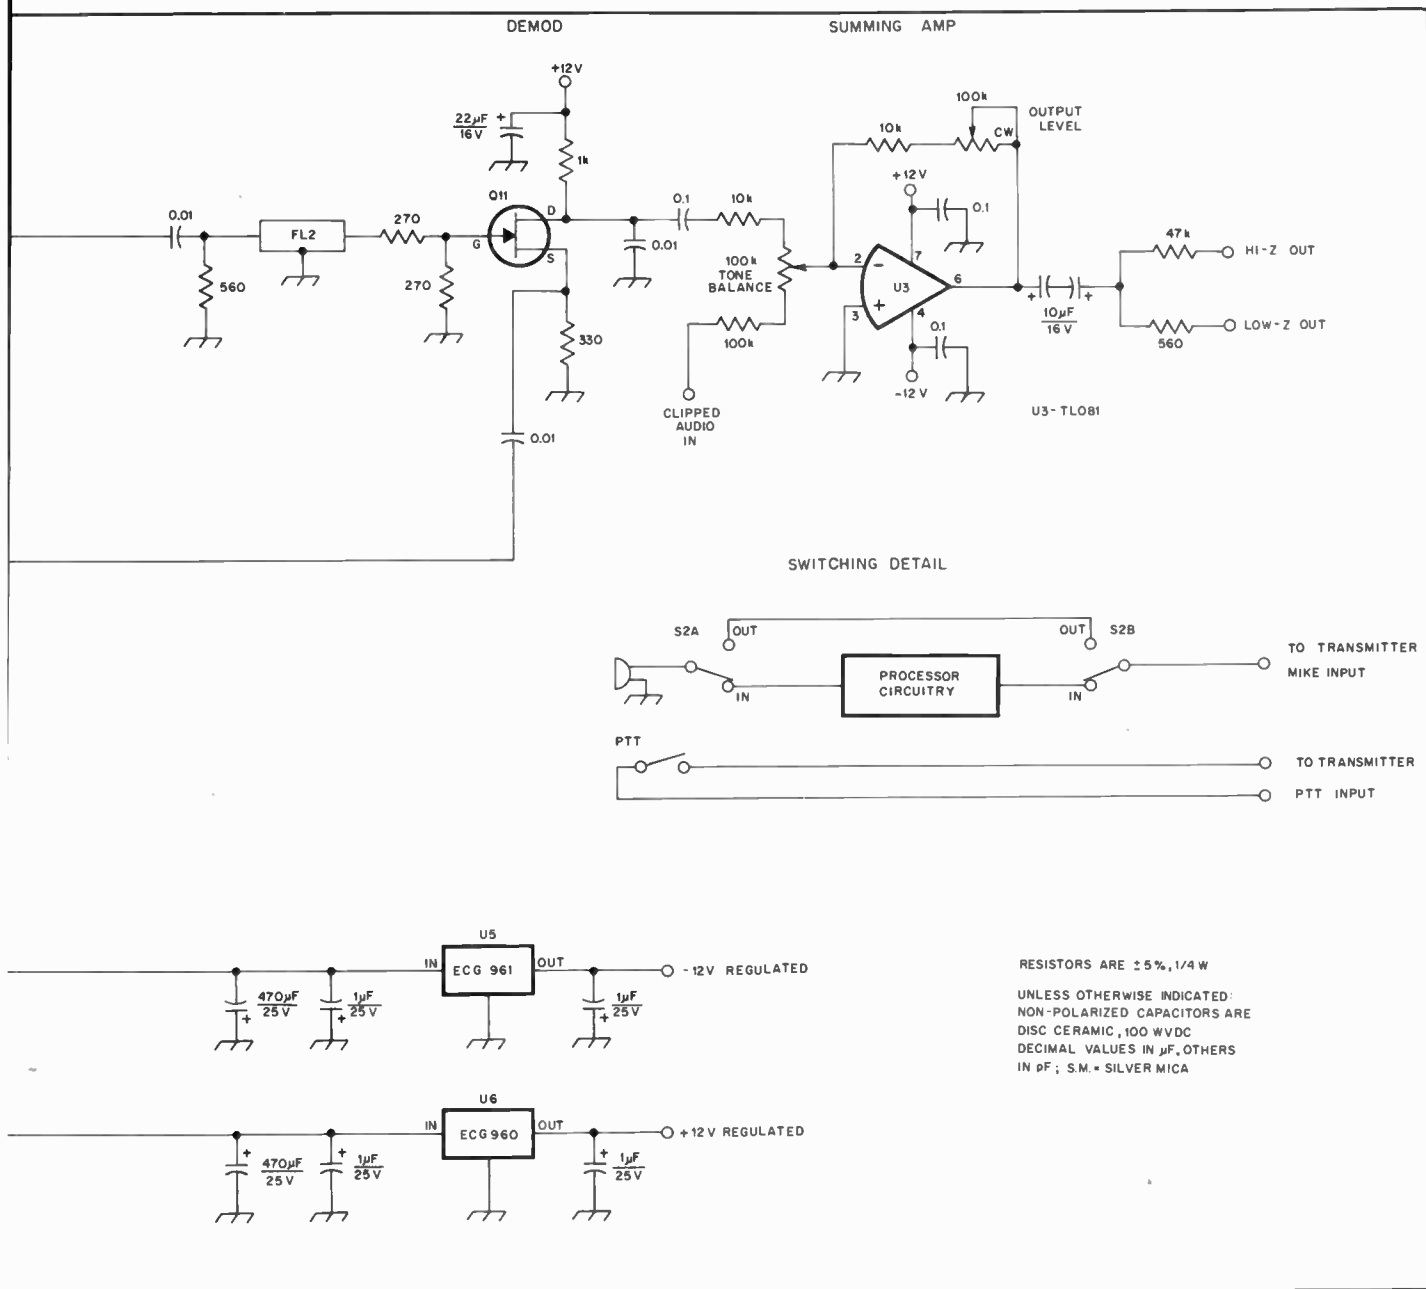 DEMOD
SUMMING AMP
+12V
22µF
16V
+
1k
100k
OUTPUT
LEVEL
10k
CW
+12V
Q11
0.01
FL2
270
D
G
S
0.1
10k
0.01
0.1
560
270
100k
TONE
BALANCE
2
-
7
U3
6
+
3
4
47k
HI-Z OUT
+
+
10µF
16V
LOW-Z OUT
560
330
100k
0.1
-12V
CLIPPED
AUDIO
IN
U3-TL081
0.01
SWITCHING DETAIL
S2A
OUT
OUT
S2B
TO TRANSMITTER
MIKE INPUT
PROCESSOR
CIRCUITRY
IN
IN
PTT
TO TRANSMITTER
PTT INPUT
U5
IN
ECG 961
OUT
-12V REGULATED
470µF
25V
+
1µF
25V
+
1µF
25V
+
RESISTORS ARE ±5%, 1/4 W
UNLESS OTHERWISE INDICATED:
NON-POLARIZED CAPACITORS ARE
DISC CERAMIC, 100 WVDC
DECIMAL VALUES IN µF, OTHERS
IN pF; S.M. = SILVER MICA
U6
IN
ECG 960
OUT
+12V REGULATED
+
470µF
25V
+
1µF
25V
+
1µF
25V